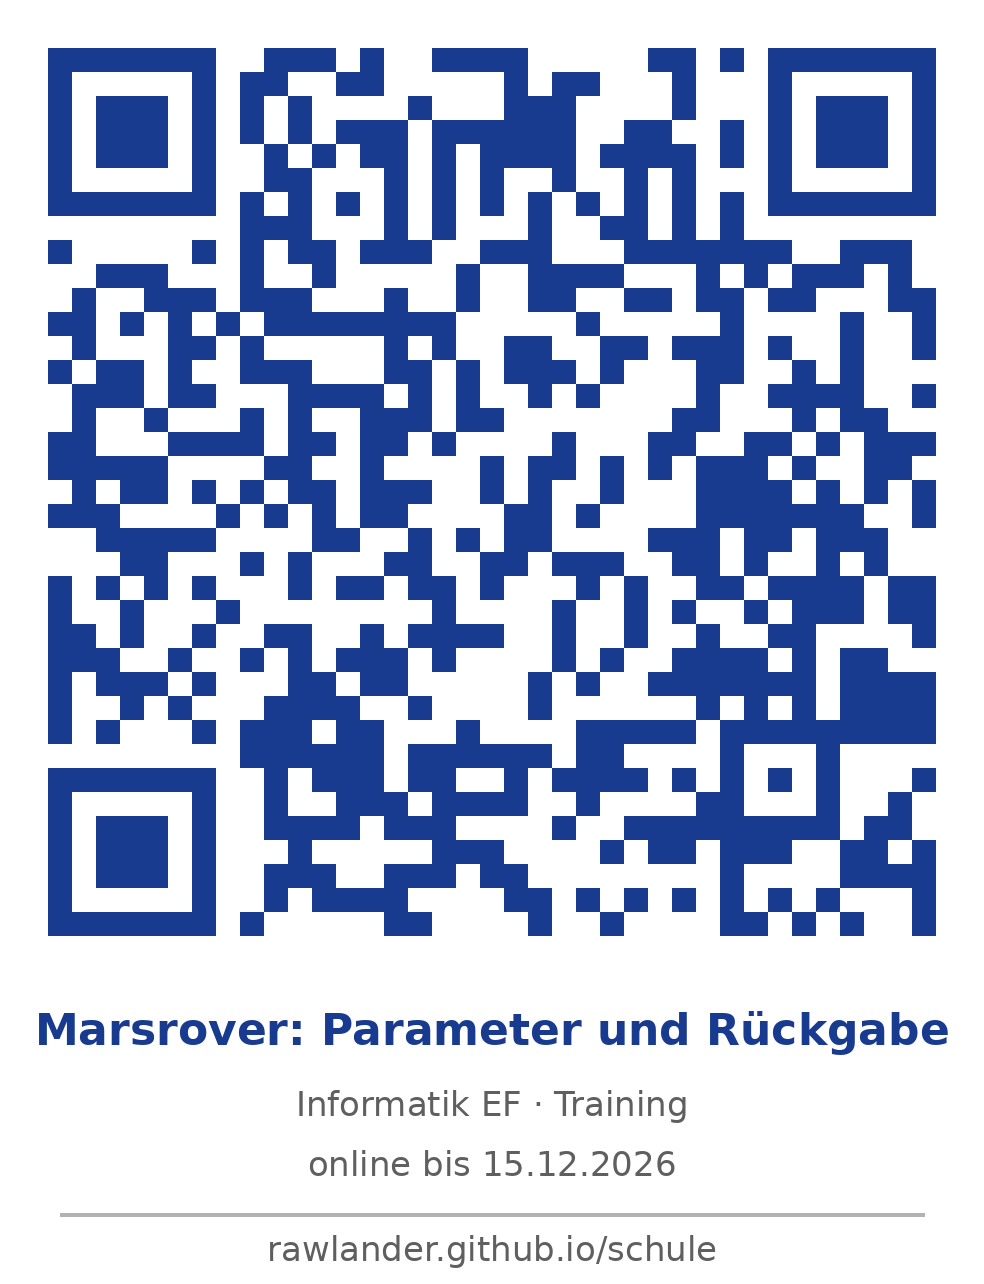 Marsrover: Parameter und Rückgabe
Informatik EF · Training
online bis 15.12.2026
rawlander.github.io/schule